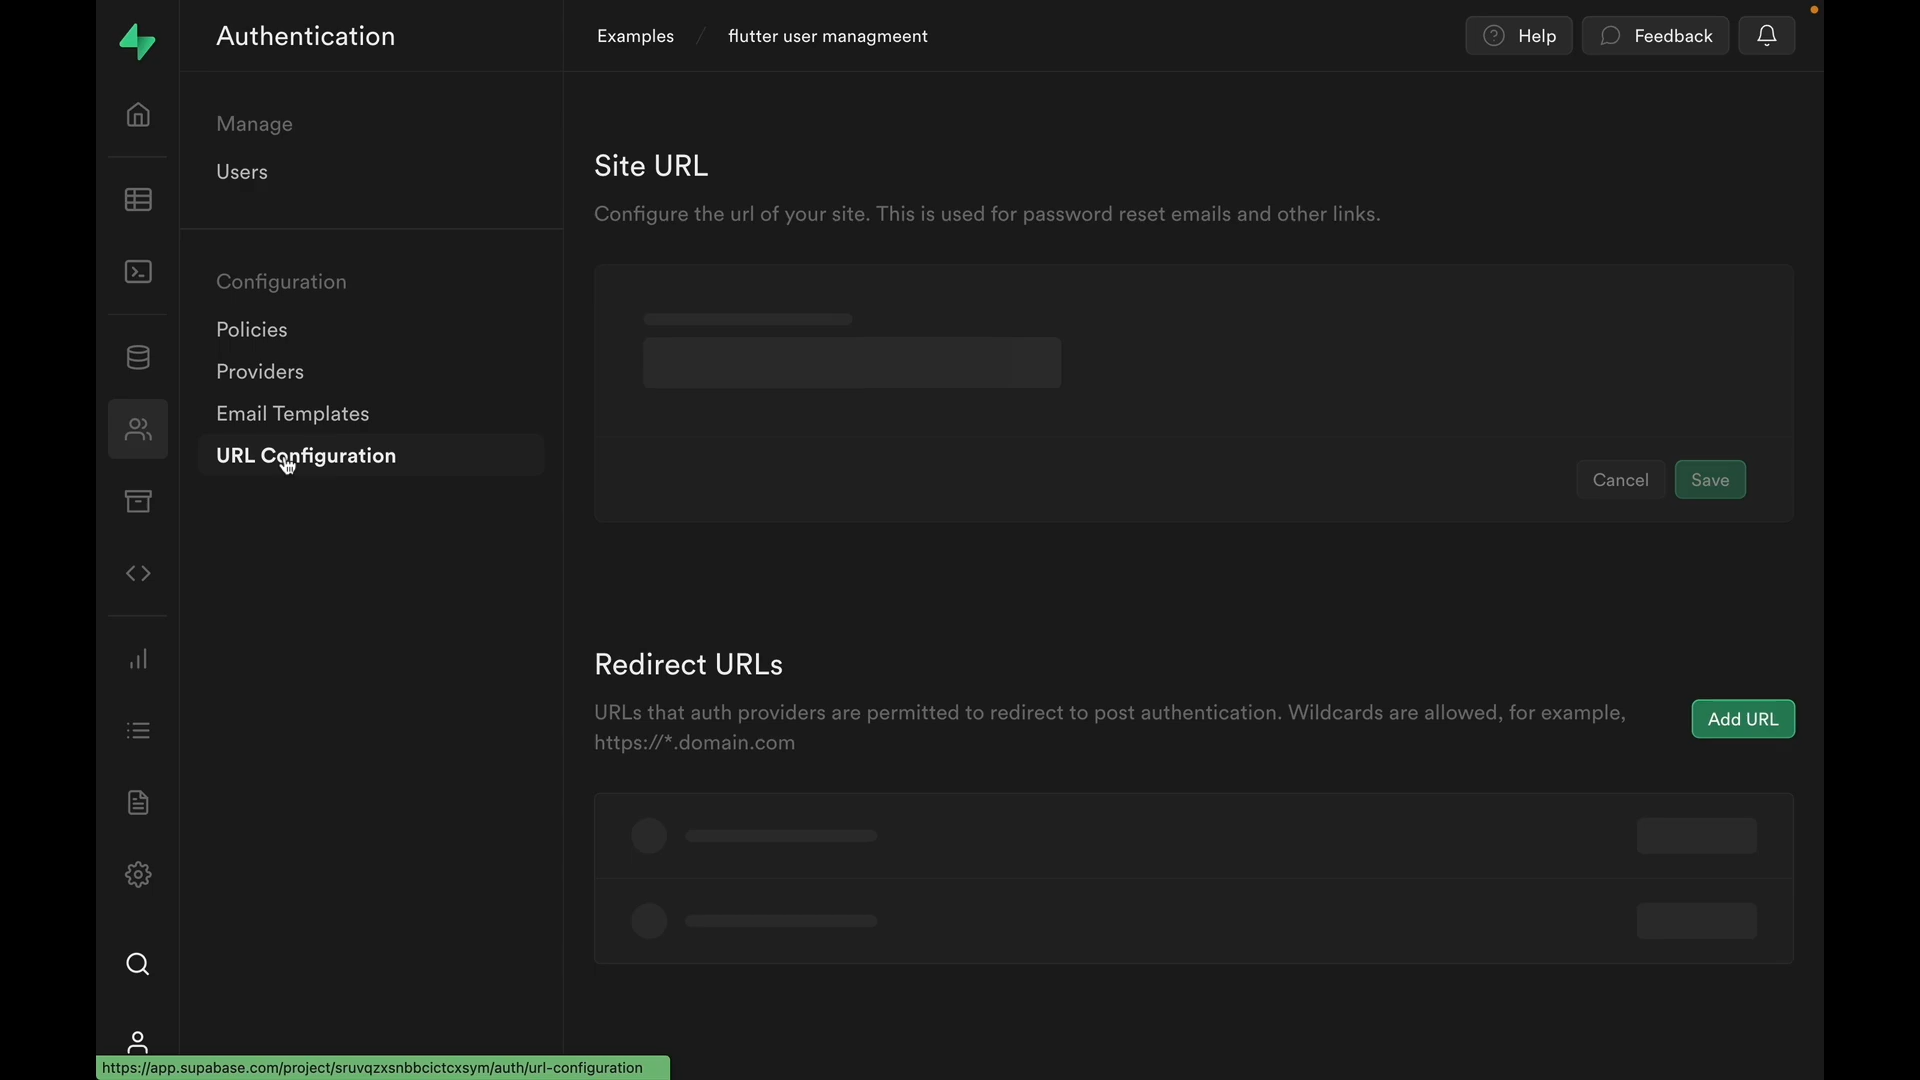 Authentication
Examples / flutter user managmeent
Help
Feedback
Manage
Users
Configuration
Policies
Providers
Email Templates
URL Configuration
Site URL
Configure the url of your site. This is used for password reset emails and other links.
Cancel
Save
Redirect URLs
URLs that auth providers are permitted to redirect to post authentication. Wildcards are allowed, for example,
https://*.domain.com
Add URL
https://app.supabase.com/project/sruvqzxsnbbcictcxsym/auth/url-configuration